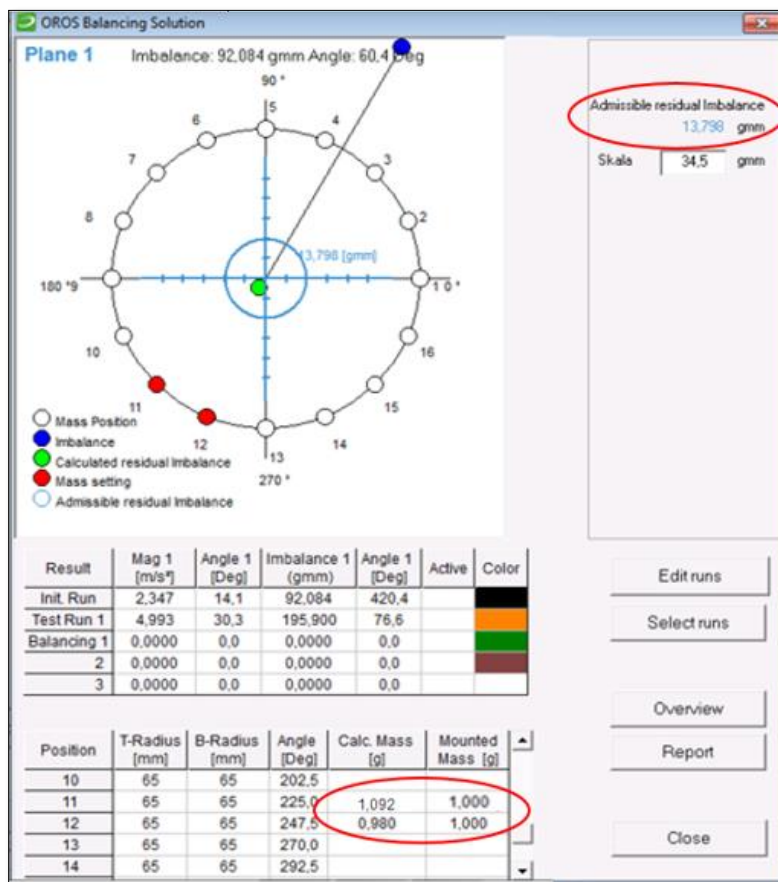 OROS Balancing Solution
Plane 1 Imbalance: 92,084 gmm Angle: 60,4 Deg
90 °
5
6 4
7 3
8 2
13,798 [gmm]
180 °9 1 0 °
10 16
11 15
12 14
13
270 °
Mass Position
Imbalance
Calculated residual Imbalance
Mass setting
Admissible residual Imbalance
Admissible residual Imbalance
13,798 gmm
Skala 34,5 gmm
Result Mag 1 [m/s²] Angle 1 [Deg] Imbalance 1 (gmm) Angle 1 [Deg] Active Color
Init. Run 2,347 14,1 92,084 420,4
Test Run 1 4,993 30,3 195,900 76,6
Balancing 1 0,0000 0,0 0,0000 0,0
2 0,0000 0,0 0,0000 0,0
3 0,0000 0,0 0,0000 0,0
Edit runs
Select runs
Overview
Report
Close
Position T-Radius [mm] B-Radius [mm] Angle [Deg] Calc. Mass [g] Mounted Mass [g]
10 65 65 202,5
11 65 65 225,0 1,092 1,000
12 65 65 247,5 0,980 1,000
13 65 65 270,0
14 65 65 292,5